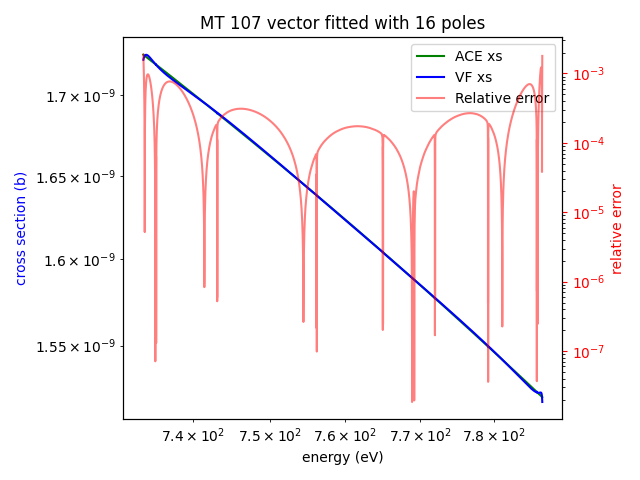 MT 107 vector fitted with 16 poles
ACE xs
VF xs
Relative error
cross section (b)
1.7 × 10⁻⁹
1.65 × 10⁻⁹
1.6 × 10⁻⁹
1.55 × 10⁻⁹
10⁻³
10⁻⁴
10⁻⁵
10⁻⁶
10⁻⁷
relative error
7.4 × 10² 7.5 × 10² 7.6 × 10² 7.7 × 10² 7.8 × 10²
energy (eV)